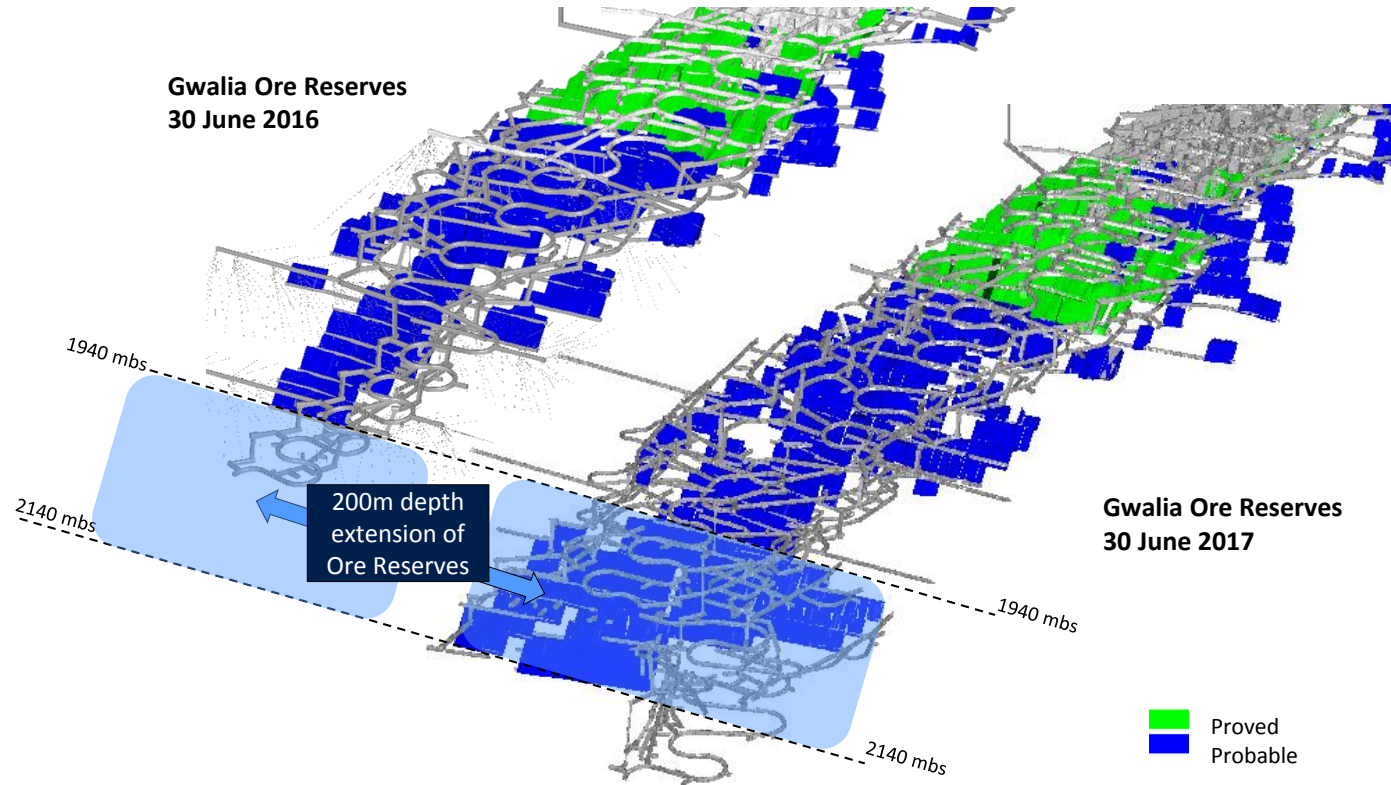 Gwalia Ore Reserves
30 June 2016
1940 mbs
2140 mbs
200m depth
extension of
Ore Reserves
Gwalia Ore Reserves
30 June 2017
1940 mbs
2140 mbs
Proved
Probable